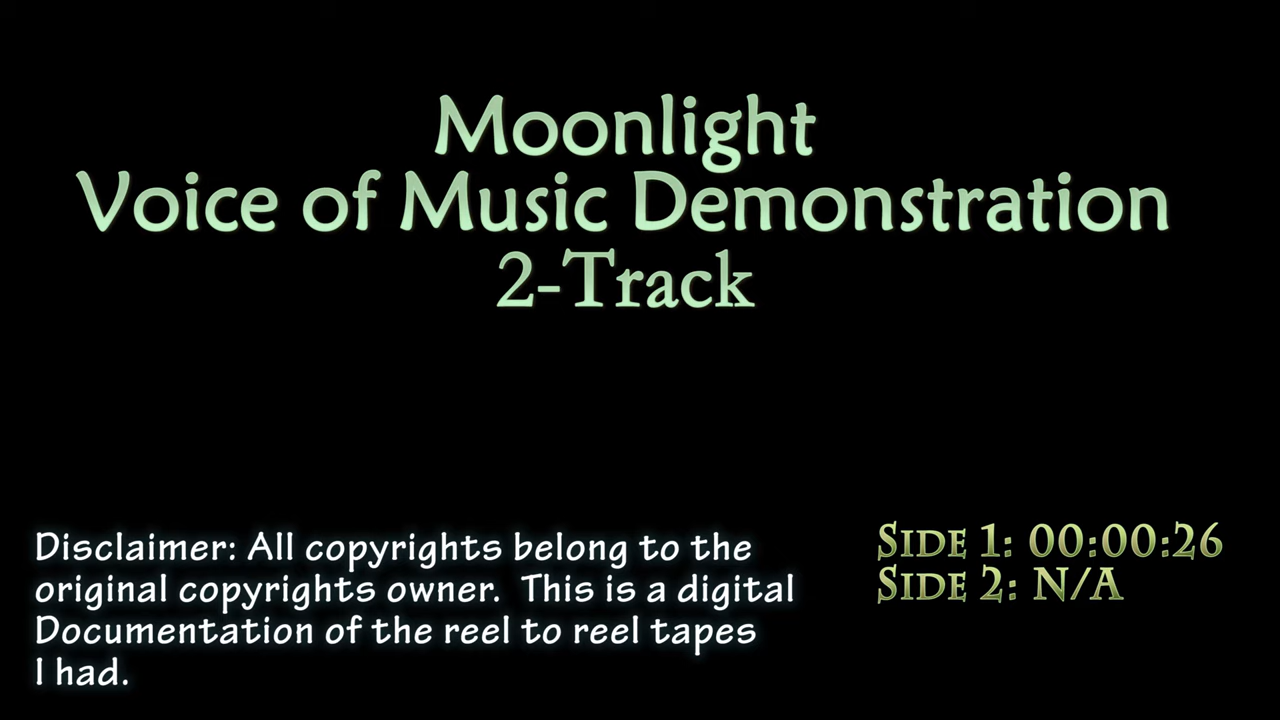 Moonlight
Voice of Music Demonstration
2-Track
Disclaimer: All copyrights belong to the
original copyrights owner.  This is a digital
Documentation of the reel to reel tapes
I had.
Side 1: 00:00:26
Side 2: N/A